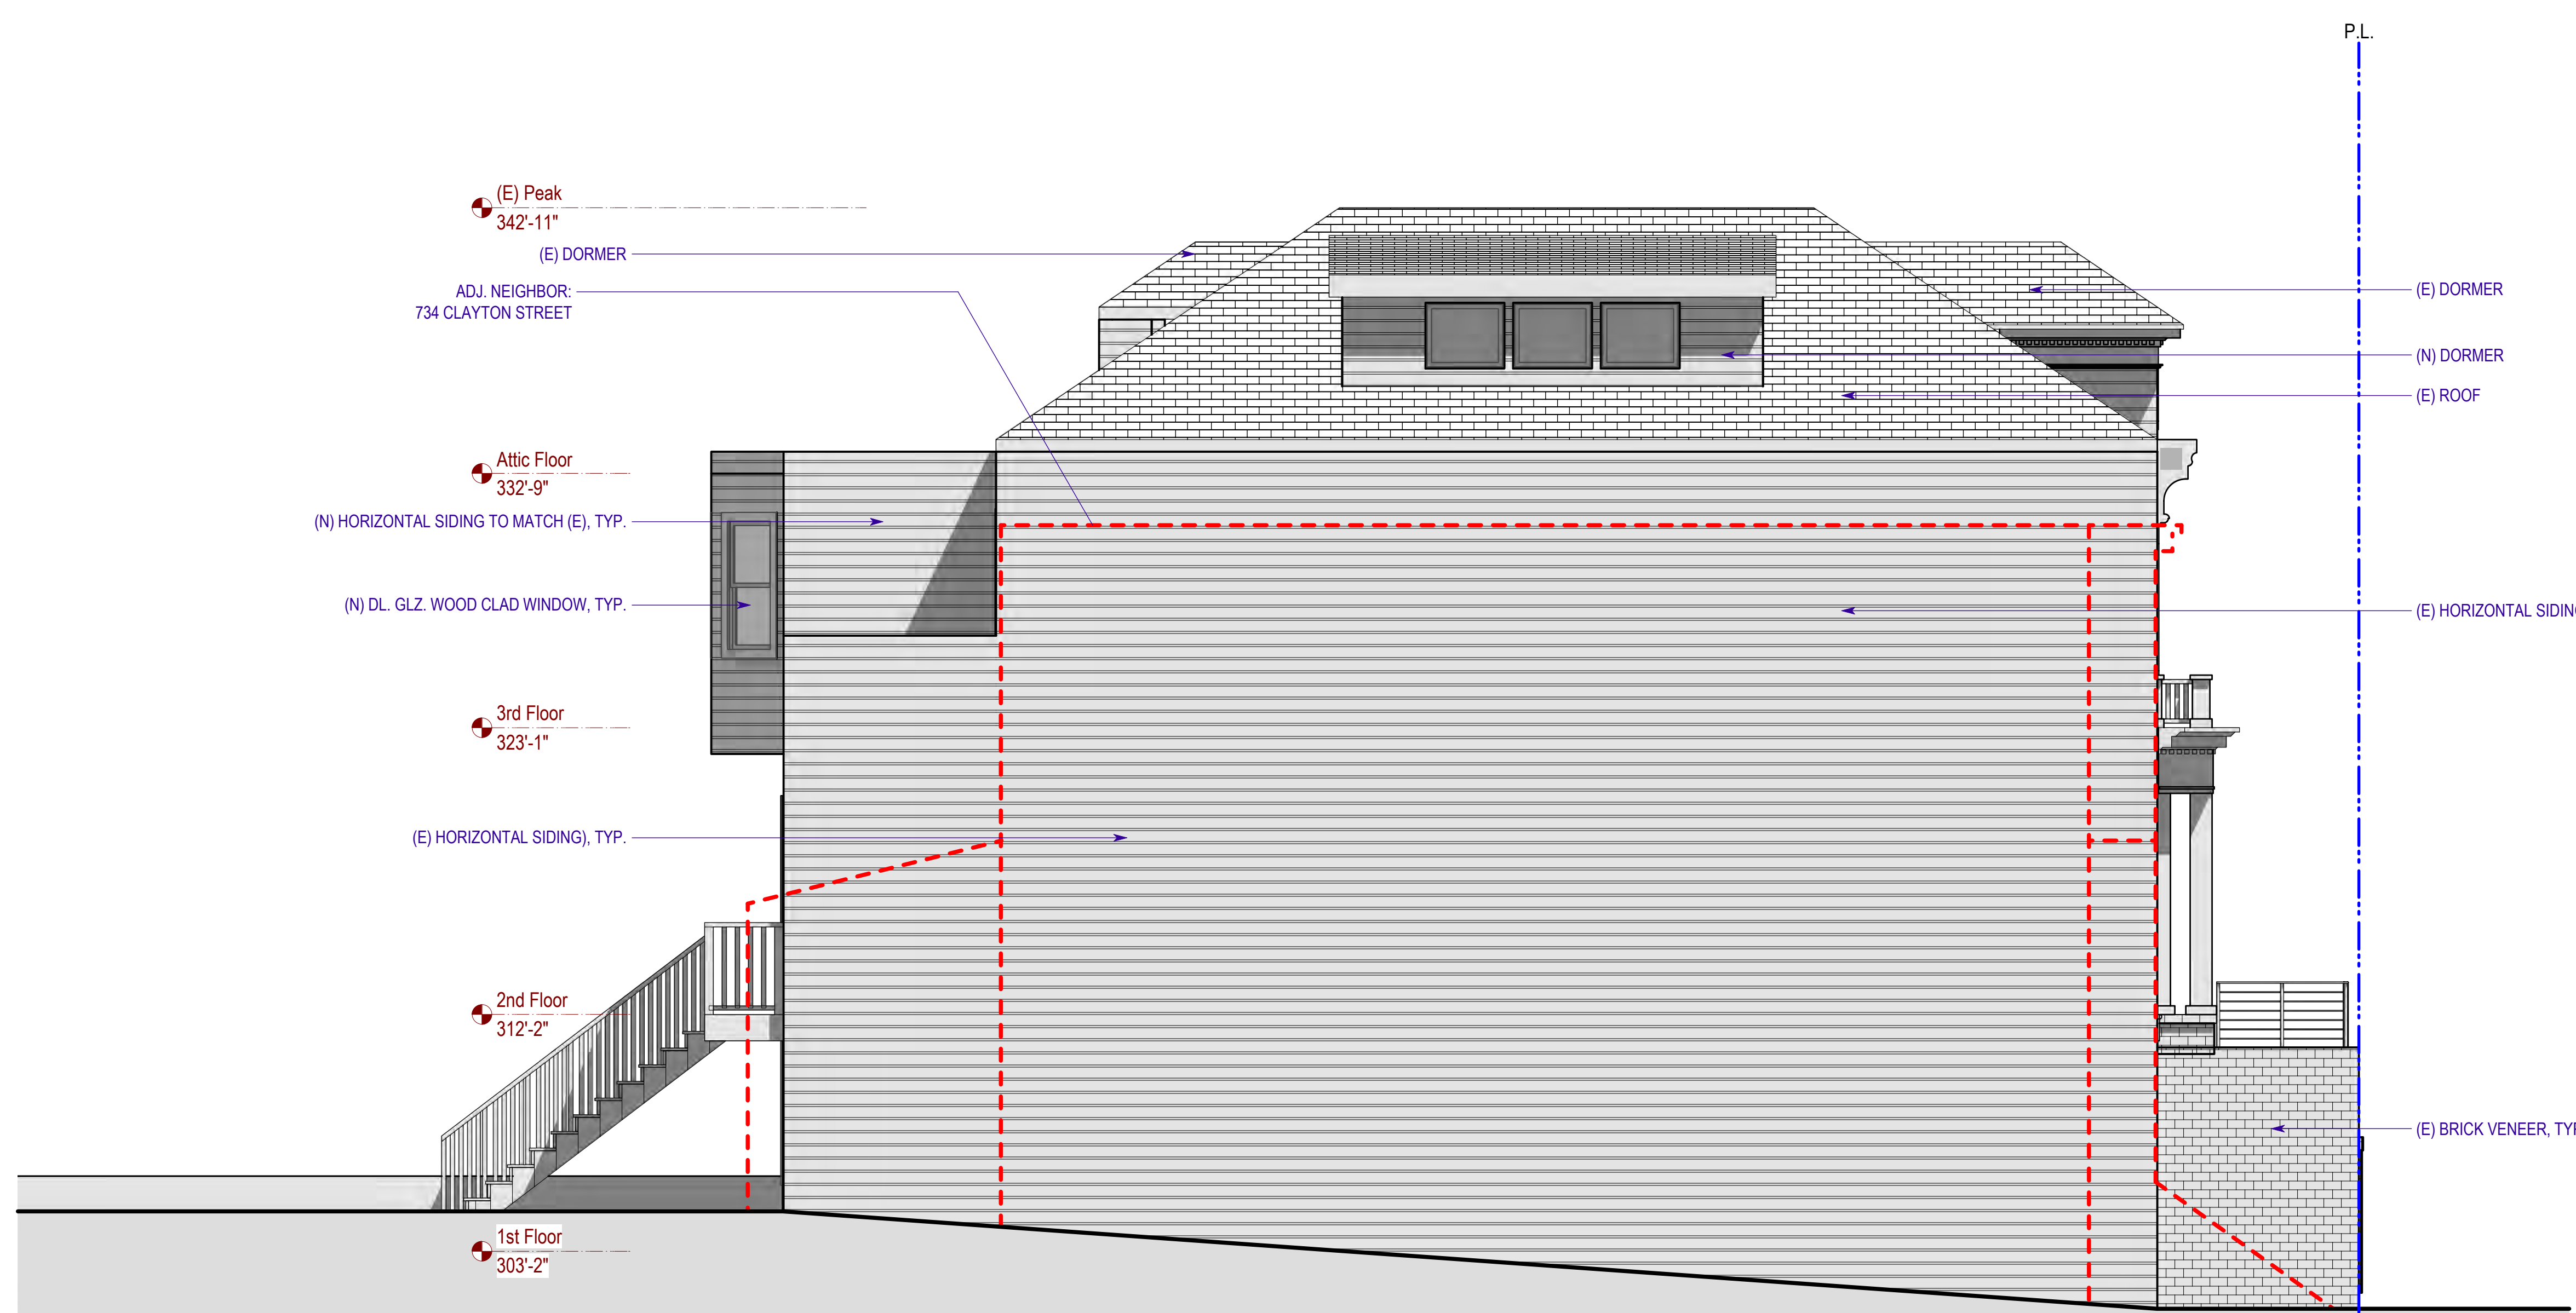 P.L.
(E) Peak
342'-11"
(E) DORMER
ADJ. NEIGHBOR:
734 CLAYTON STREET
Attic Floor
332'-9"
(N) HORIZONTAL SIDING TO MATCH (E), TYP.
(N) DL. GLZ. WOOD CLAD WINDOW, TYP.
3rd Floor
323'-1"
(E) HORIZONTAL SIDING), TYP.
2nd Floor
312'-2"
1st Floor
303'-2"
(E) DORMER
(N) DORMER
(E) ROOF
(E) HORIZONTAL
(E) BRICK VENEER,